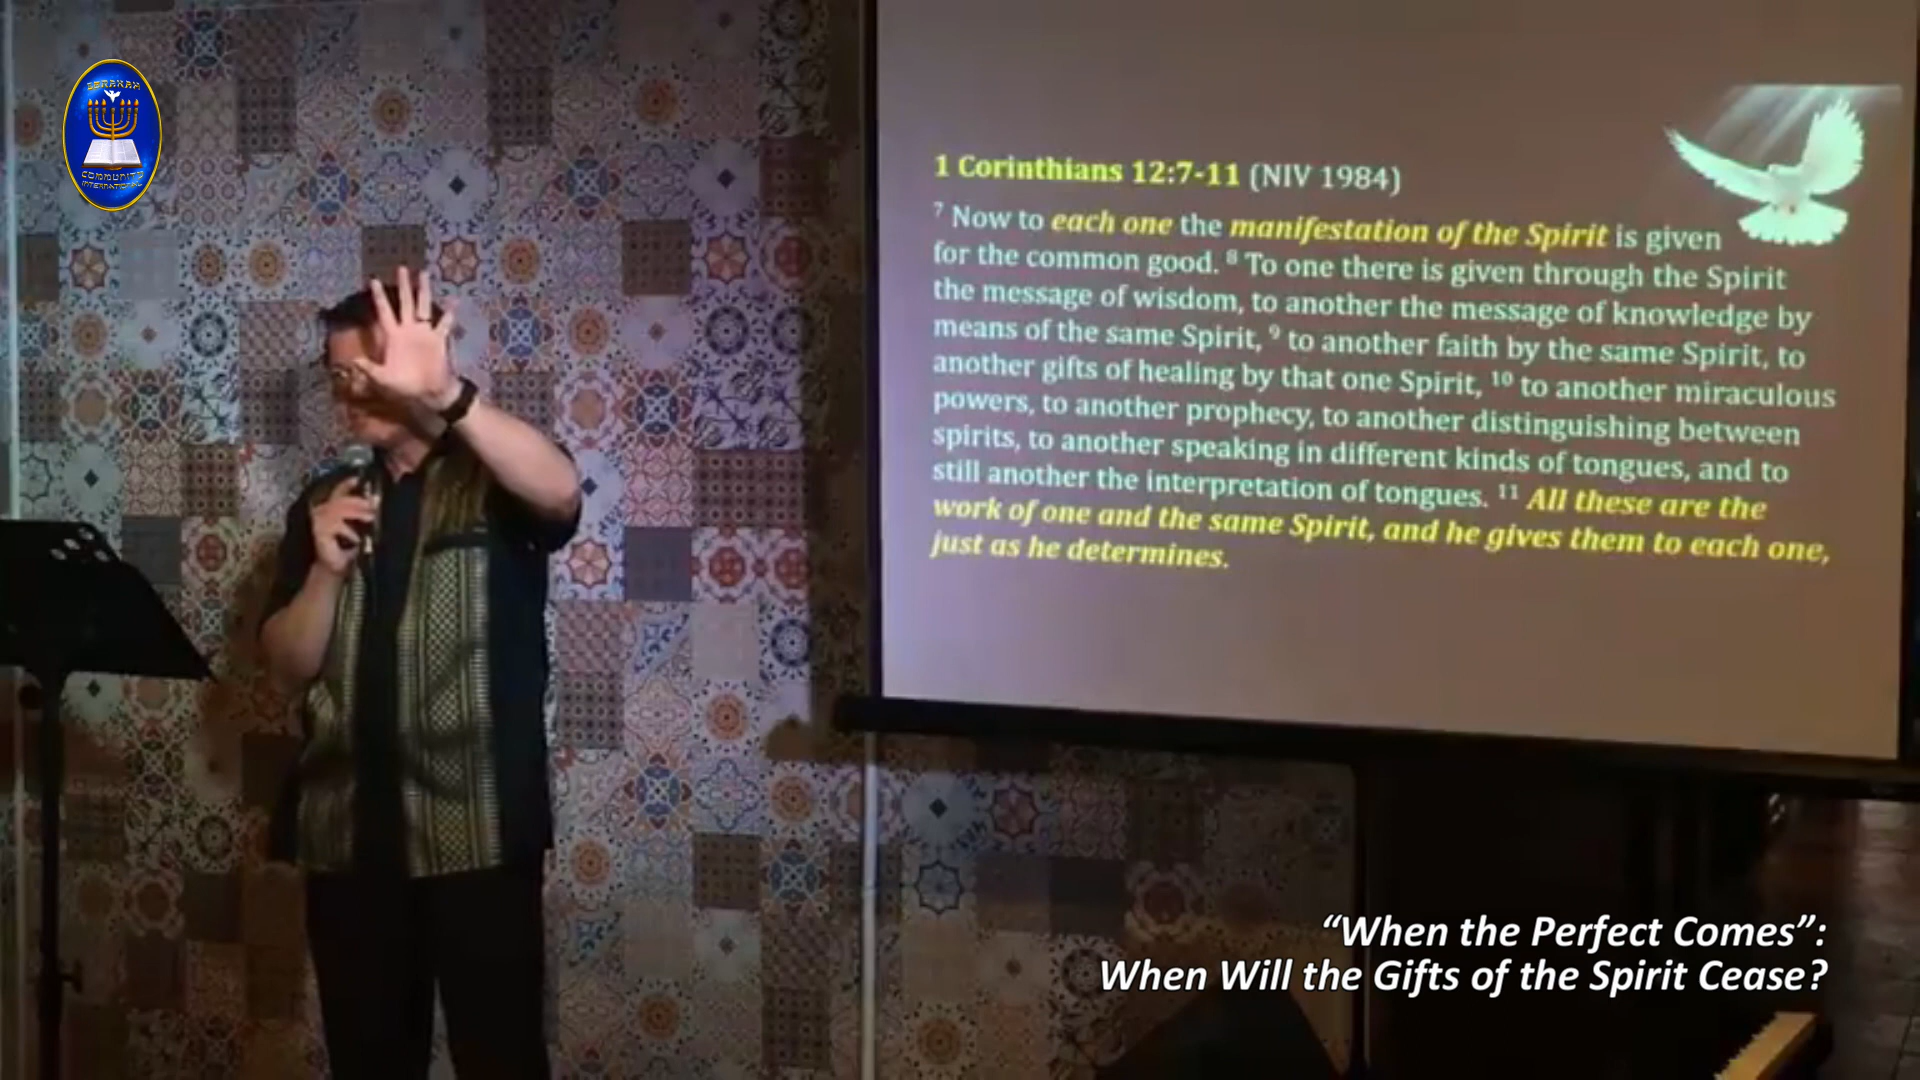 BERAKAH
COMMUNITY
INTERNATIONAL
1 Corinthians 12:7-11 (NIV 1984)
7 Now to each one the manifestation of the Spirit is given
for the common good. 8 To one there is given through the Spirit
the message of wisdom, to another the message of knowledge by
means of the same Spirit, 9 to another faith by the same Spirit, to
another gifts of healing by that one Spirit, 10 to another miraculous
powers, to another prophecy, to another distinguishing between
spirits, to another speaking in different kinds of tongues, and to
still another the interpretation of tongues. 11 All these are the
work of one and the same Spirit, and he gives them to each one,
just as he determines.
“When the Perfect Comes”:
When Will the Gifts of the Spirit Cease?